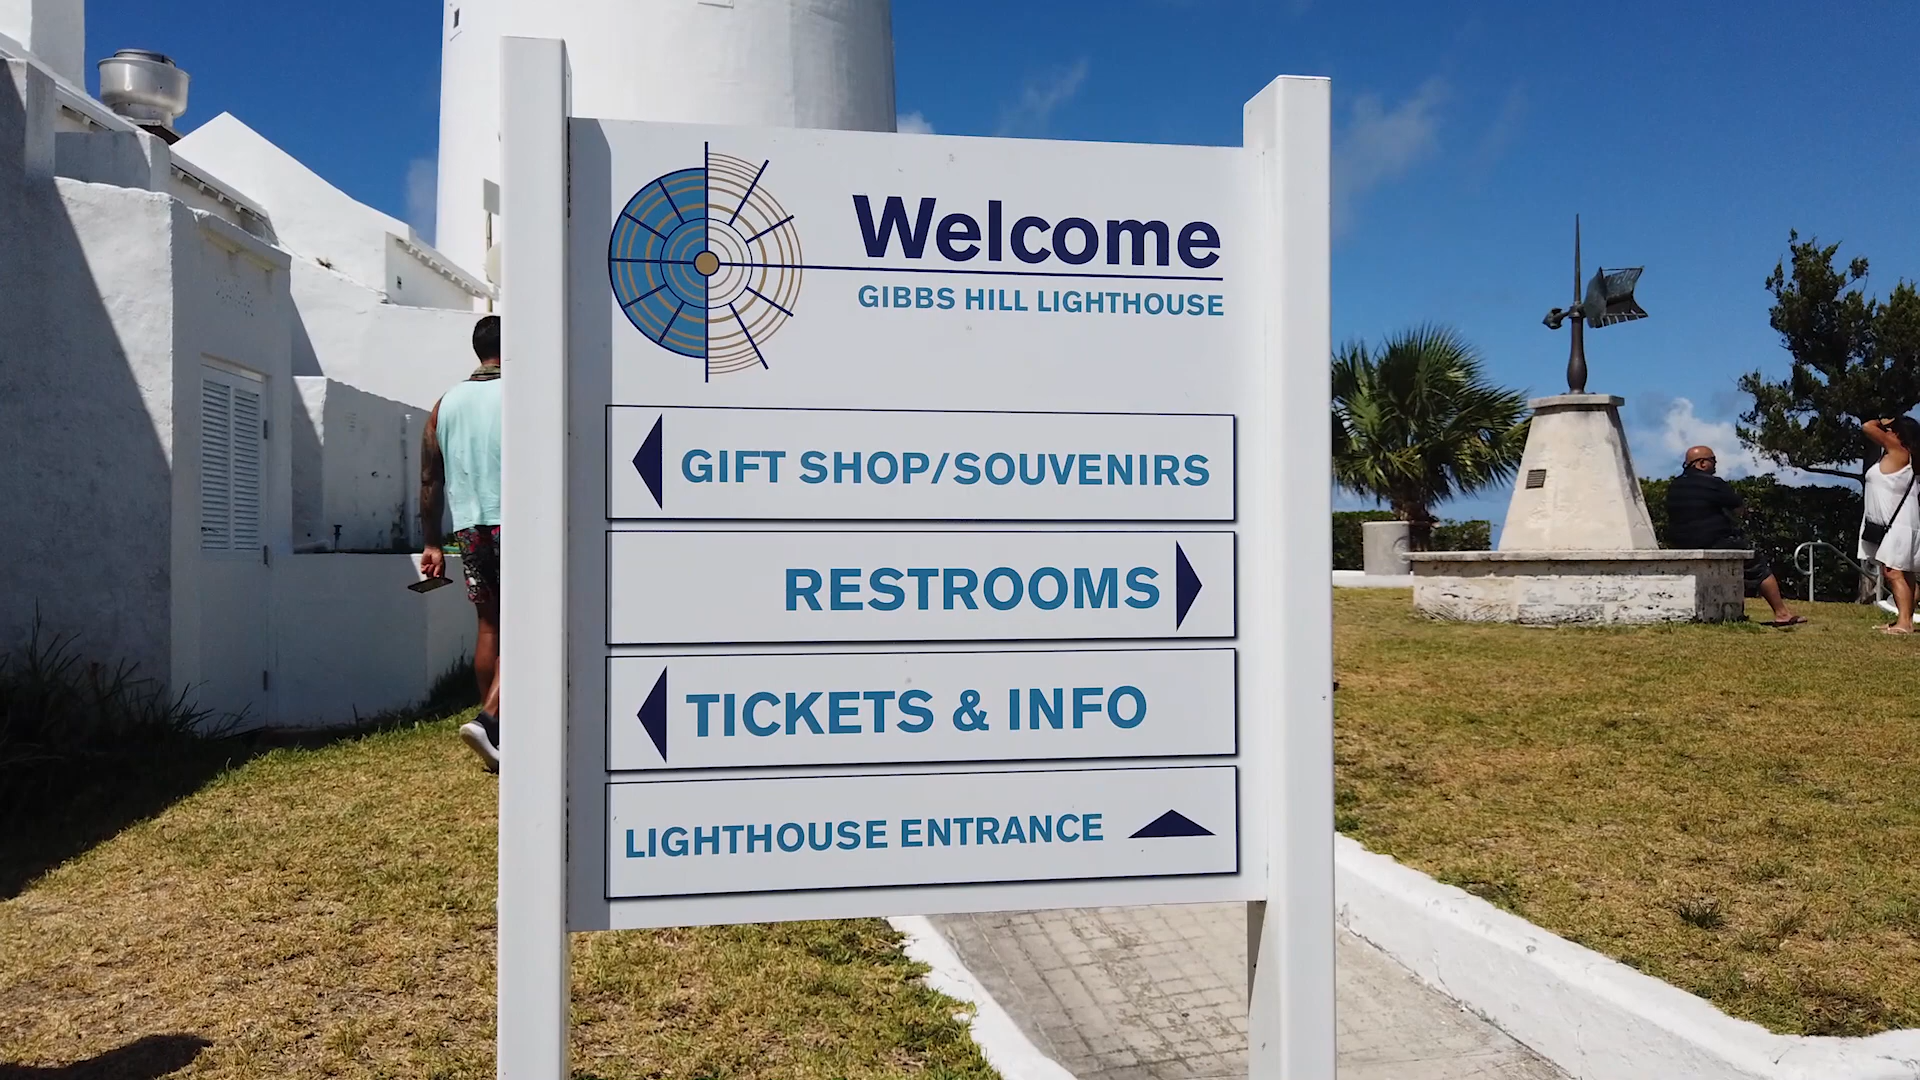 Welcome
GIBBS HILL LIGHTHOUSE
GIFT SHOP/SOUVENIRS
RESTROOMS
TICKETS & INFO
LIGHTHOUSE ENTRANCE